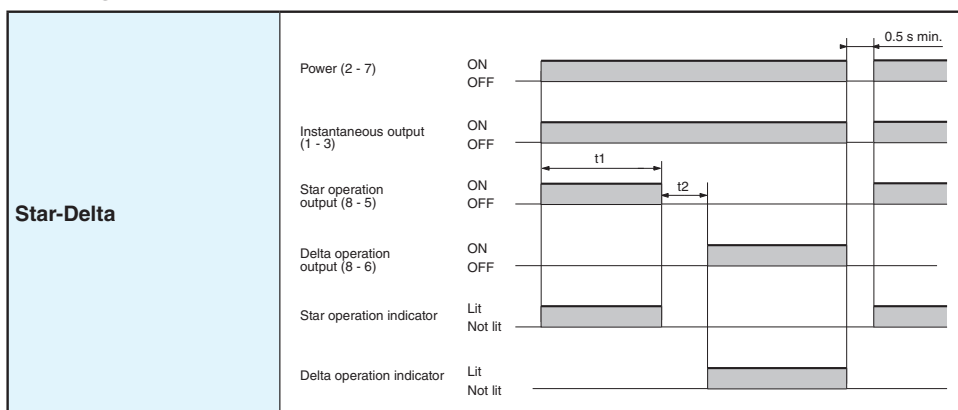 0.5 s min.
Power (2 - 7)
ON
OFF
Instantaneous output
(1 - 3)
ON
OFF
t1
Star operation
output (8 - 5)
ON
OFF
t2
Star-Delta
Delta operation
output (8 - 6)
ON
OFF
Star operation indicator
Lit
Not lit
Delta operation indicator
Lit
Not lit